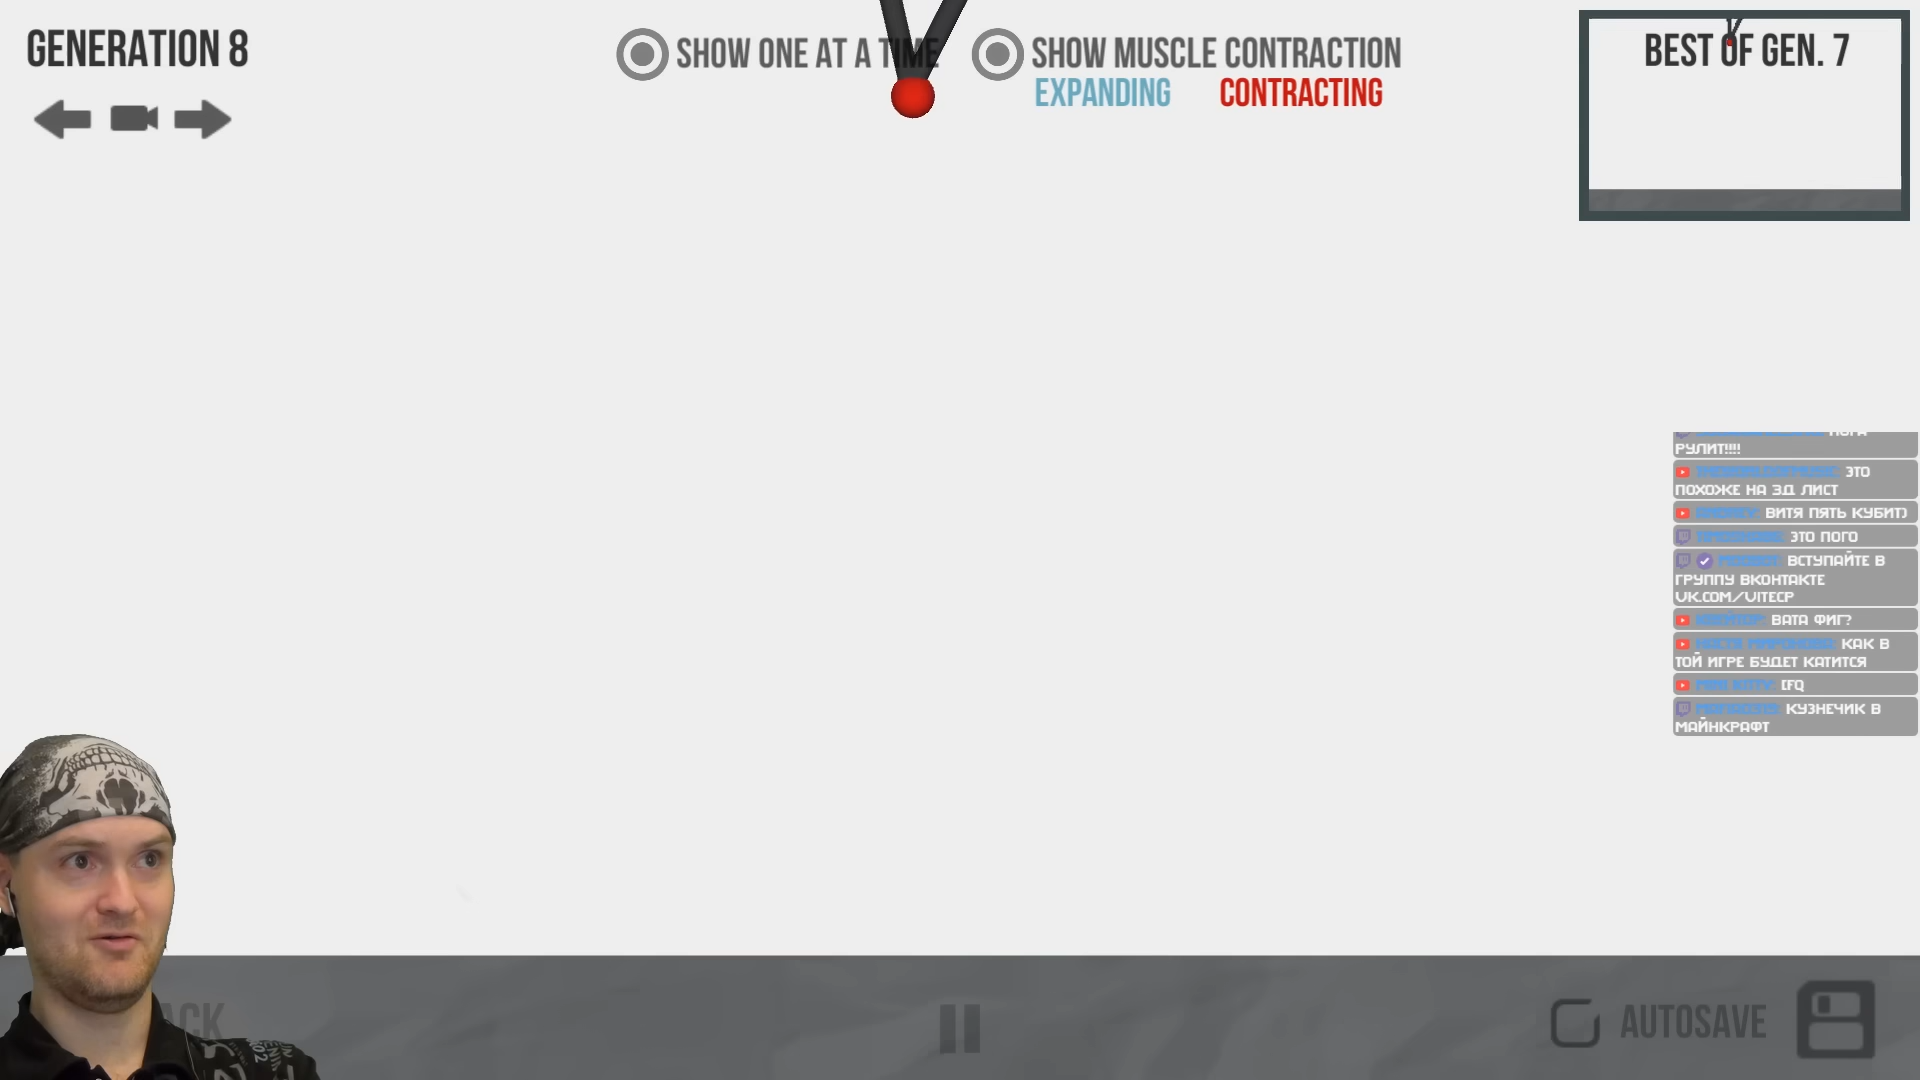 GENERATION 8
SHOW ONE AT A TIME
SHOW MUSCLE CONTRACTION
EXPANDING CONTRACTING
BEST OF GEN. 7
РУЛИТ!!!!
ЭТО
ПОХОЖЕ НА 3Д ЛИСТ
ВИТЯ ПЯТЬ КУБИТ)
ЭТО ПОГО
ВСТУПАЙТЕ В
ГРУППУ ВКОНТАКТЕ
VK.COM/VITECP
ВАТА ФИГ?
КАК В
ТОЙ ИГРЕ БУДЕТ КАТИТСЯ
[FQ
КУЗНЕЧИК В
МАЙНКРАФТ
ACK
AUTOSAVE